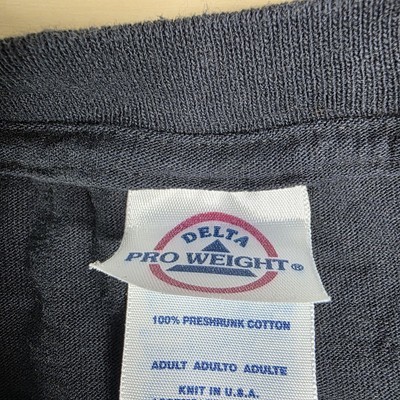 DELTA
PRO WEIGHT®
100% PRESHRUNK COTTON
ADULT ADULTO ADULTE
KNIT IN U.S.A.